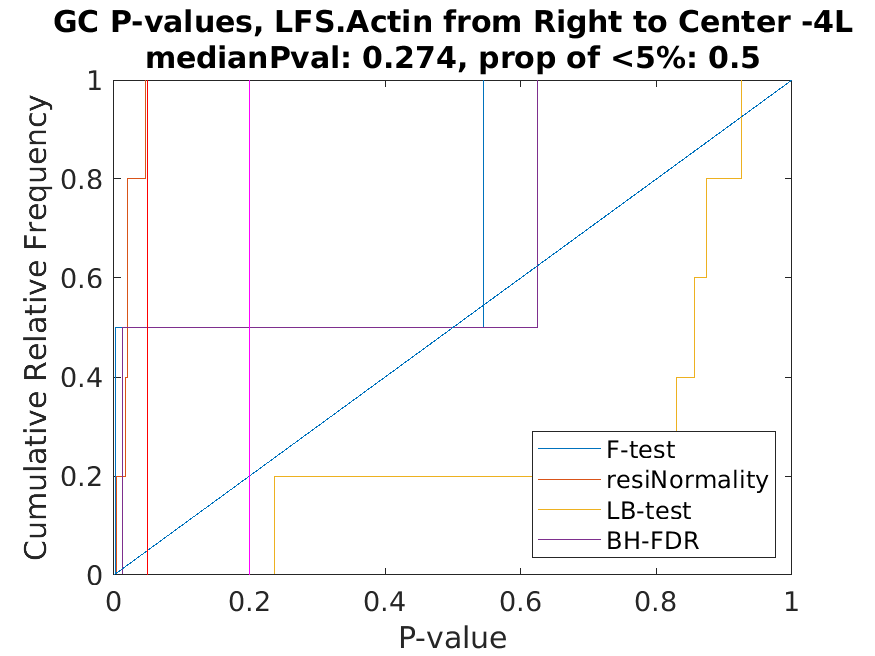 GC P-values, LFS.Actin from Right to Center -4L
medianPval: 0.274, prop of <5%: 0.5
Cumulative Relative Frequency
1
0.8
0.6
0.4
0.2
0
0
0.2
0.4
0.6
0.8
1
P-value
F-test
resiNormality
LB-test
BH-FDR